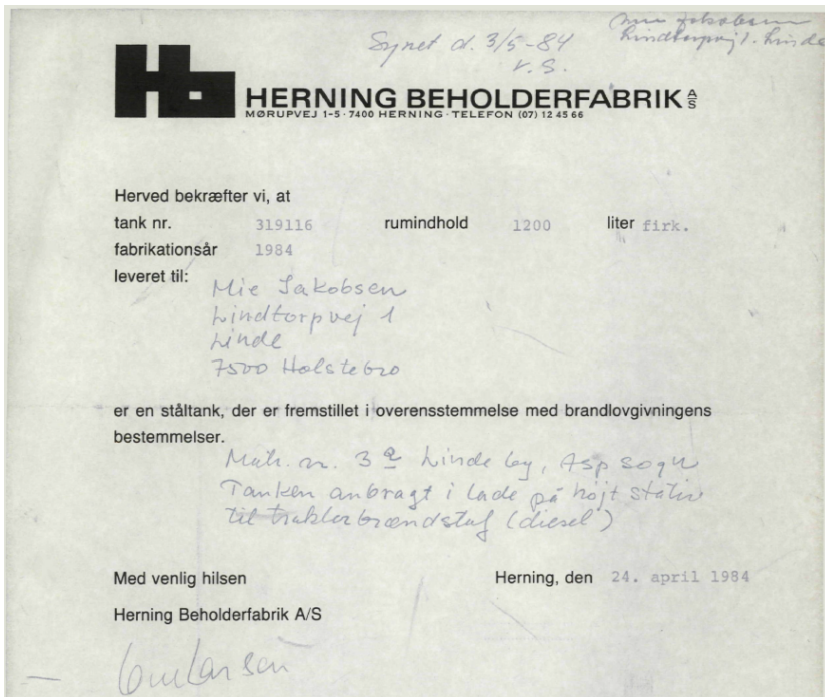 Synet d. 3/5-84
V.S.
Lindtorpvej 1. Linde
Hb
HERNING BEHOLDERFABRIK A/S
MØRUPVEJ 1-5 · 7400 HERNING · TELEFON (07) 12 45 66
Herved bekræfter vi, at
tank nr. 319116 rumindhold 1200 liter firk.
fabrikationsår 1984
leveret til:
Mie Jakobsen
Lindtorpvej 1
Linde
7500 Holstebro
er en ståltank, der er fremstillet i overensstemmelse med brandlovgivningens
bestemmelser.
Matr. nr. 3a Linde by, Asp sogn
Tanken anbragt i lade på højt stativ
til traktorbrændstof (diesel)
Med venlig hilsen Herning, den 24. april 1984
Herning Beholderfabrik A/S